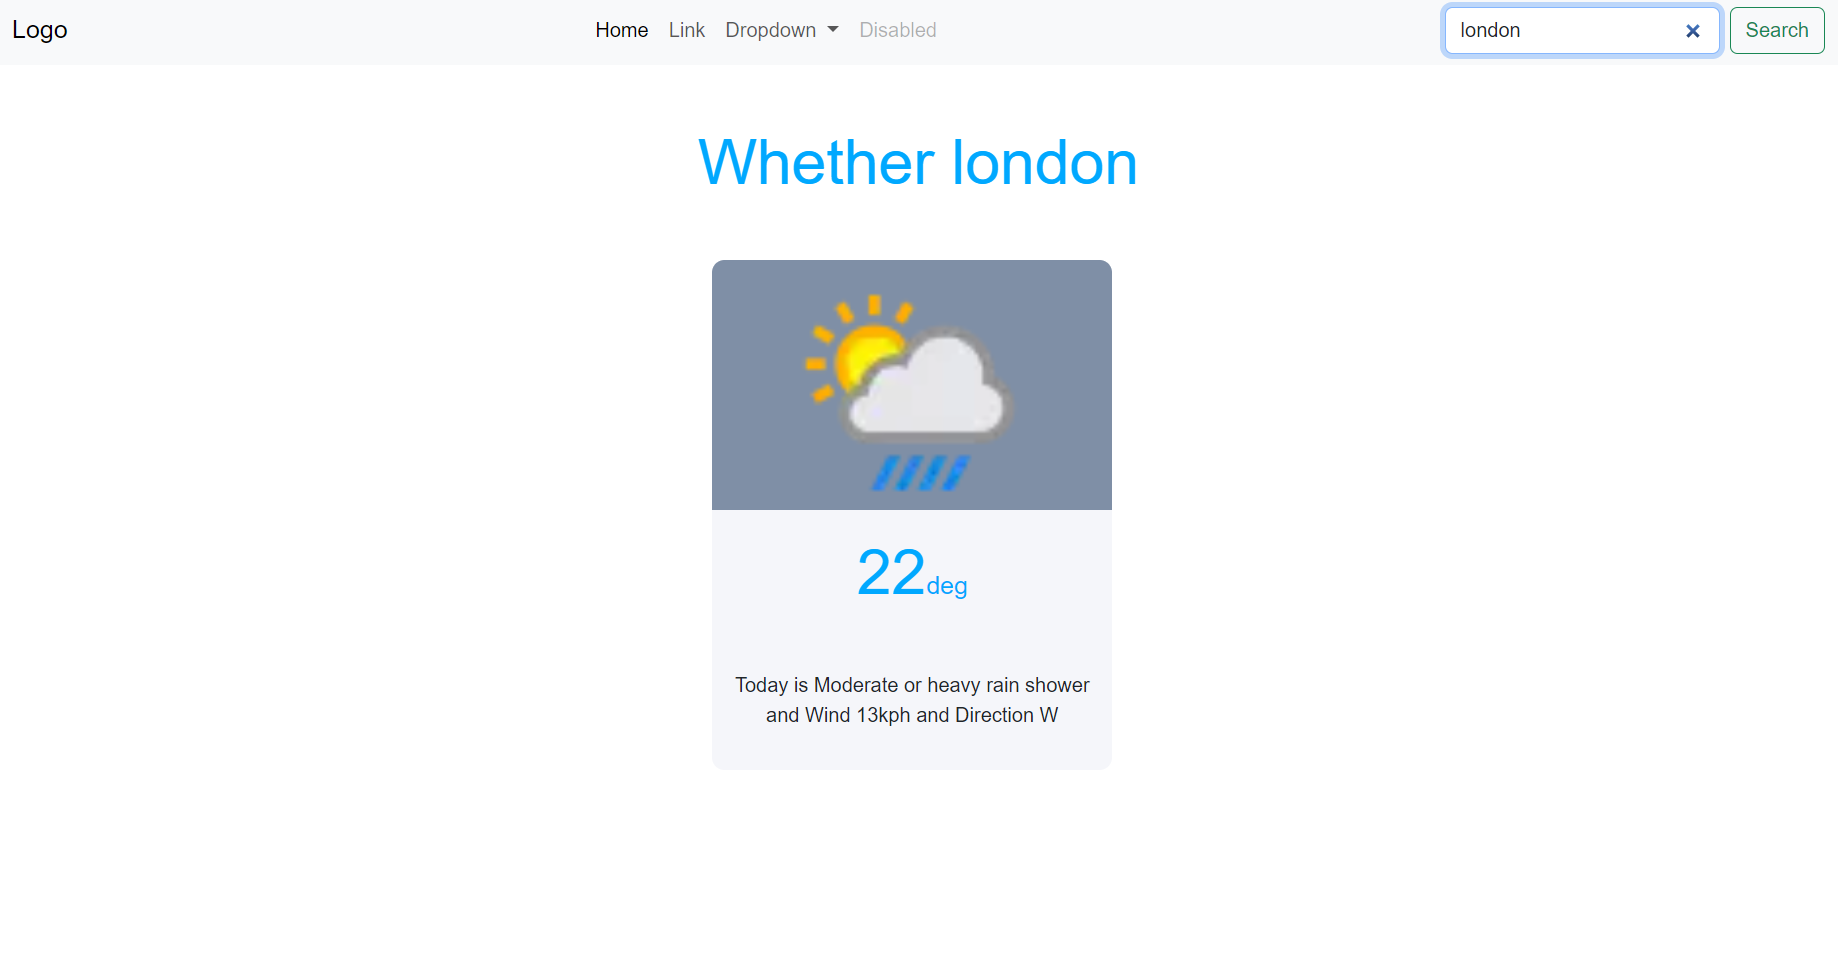 Logo
Home
Link
Dropdown
Disabled
london
Search
Whether london
22deg
Today is Moderate or heavy rain shower
and Wind 13kph and Direction W